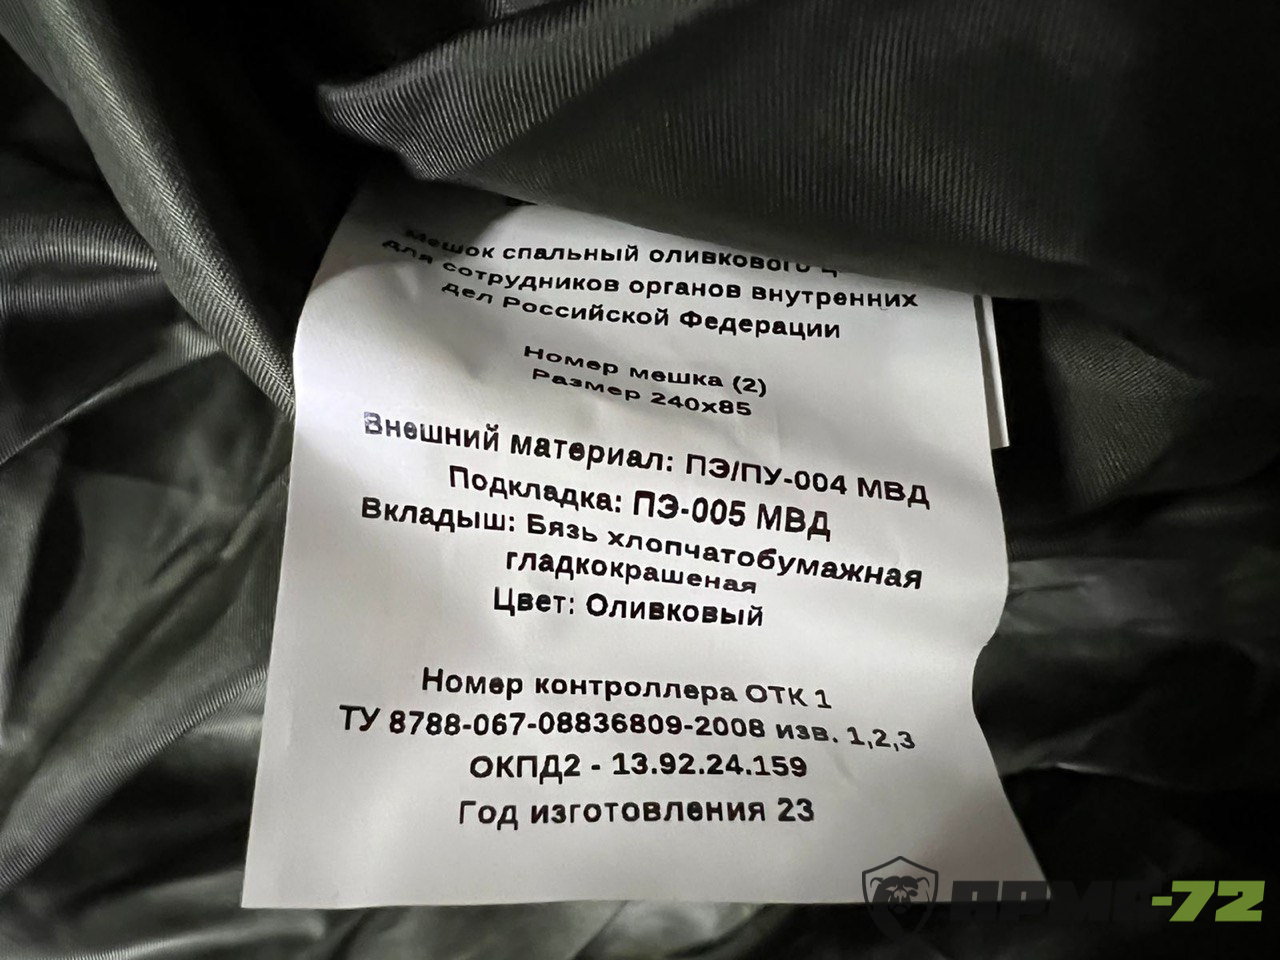 Мешок спальный оливкового ц
для сотрудников органов внутренних
дел Российской Федерации
Номер мешка (2)
Размер 240х85
Внешний материал: ПЭ/ПУ-004 МВД
Подкладка: ПЭ-005 МВД
Вкладыш: Бязь хлопчатобумажная
гладкокрашеная
Цвет: Оливковый
Номер контроллера ОТК 1
ТУ 8788-067-08836809-2008 изв. 1,2,3
ОКПД2 - 13.92.24.159
Год изготовления 23
АРМС-72